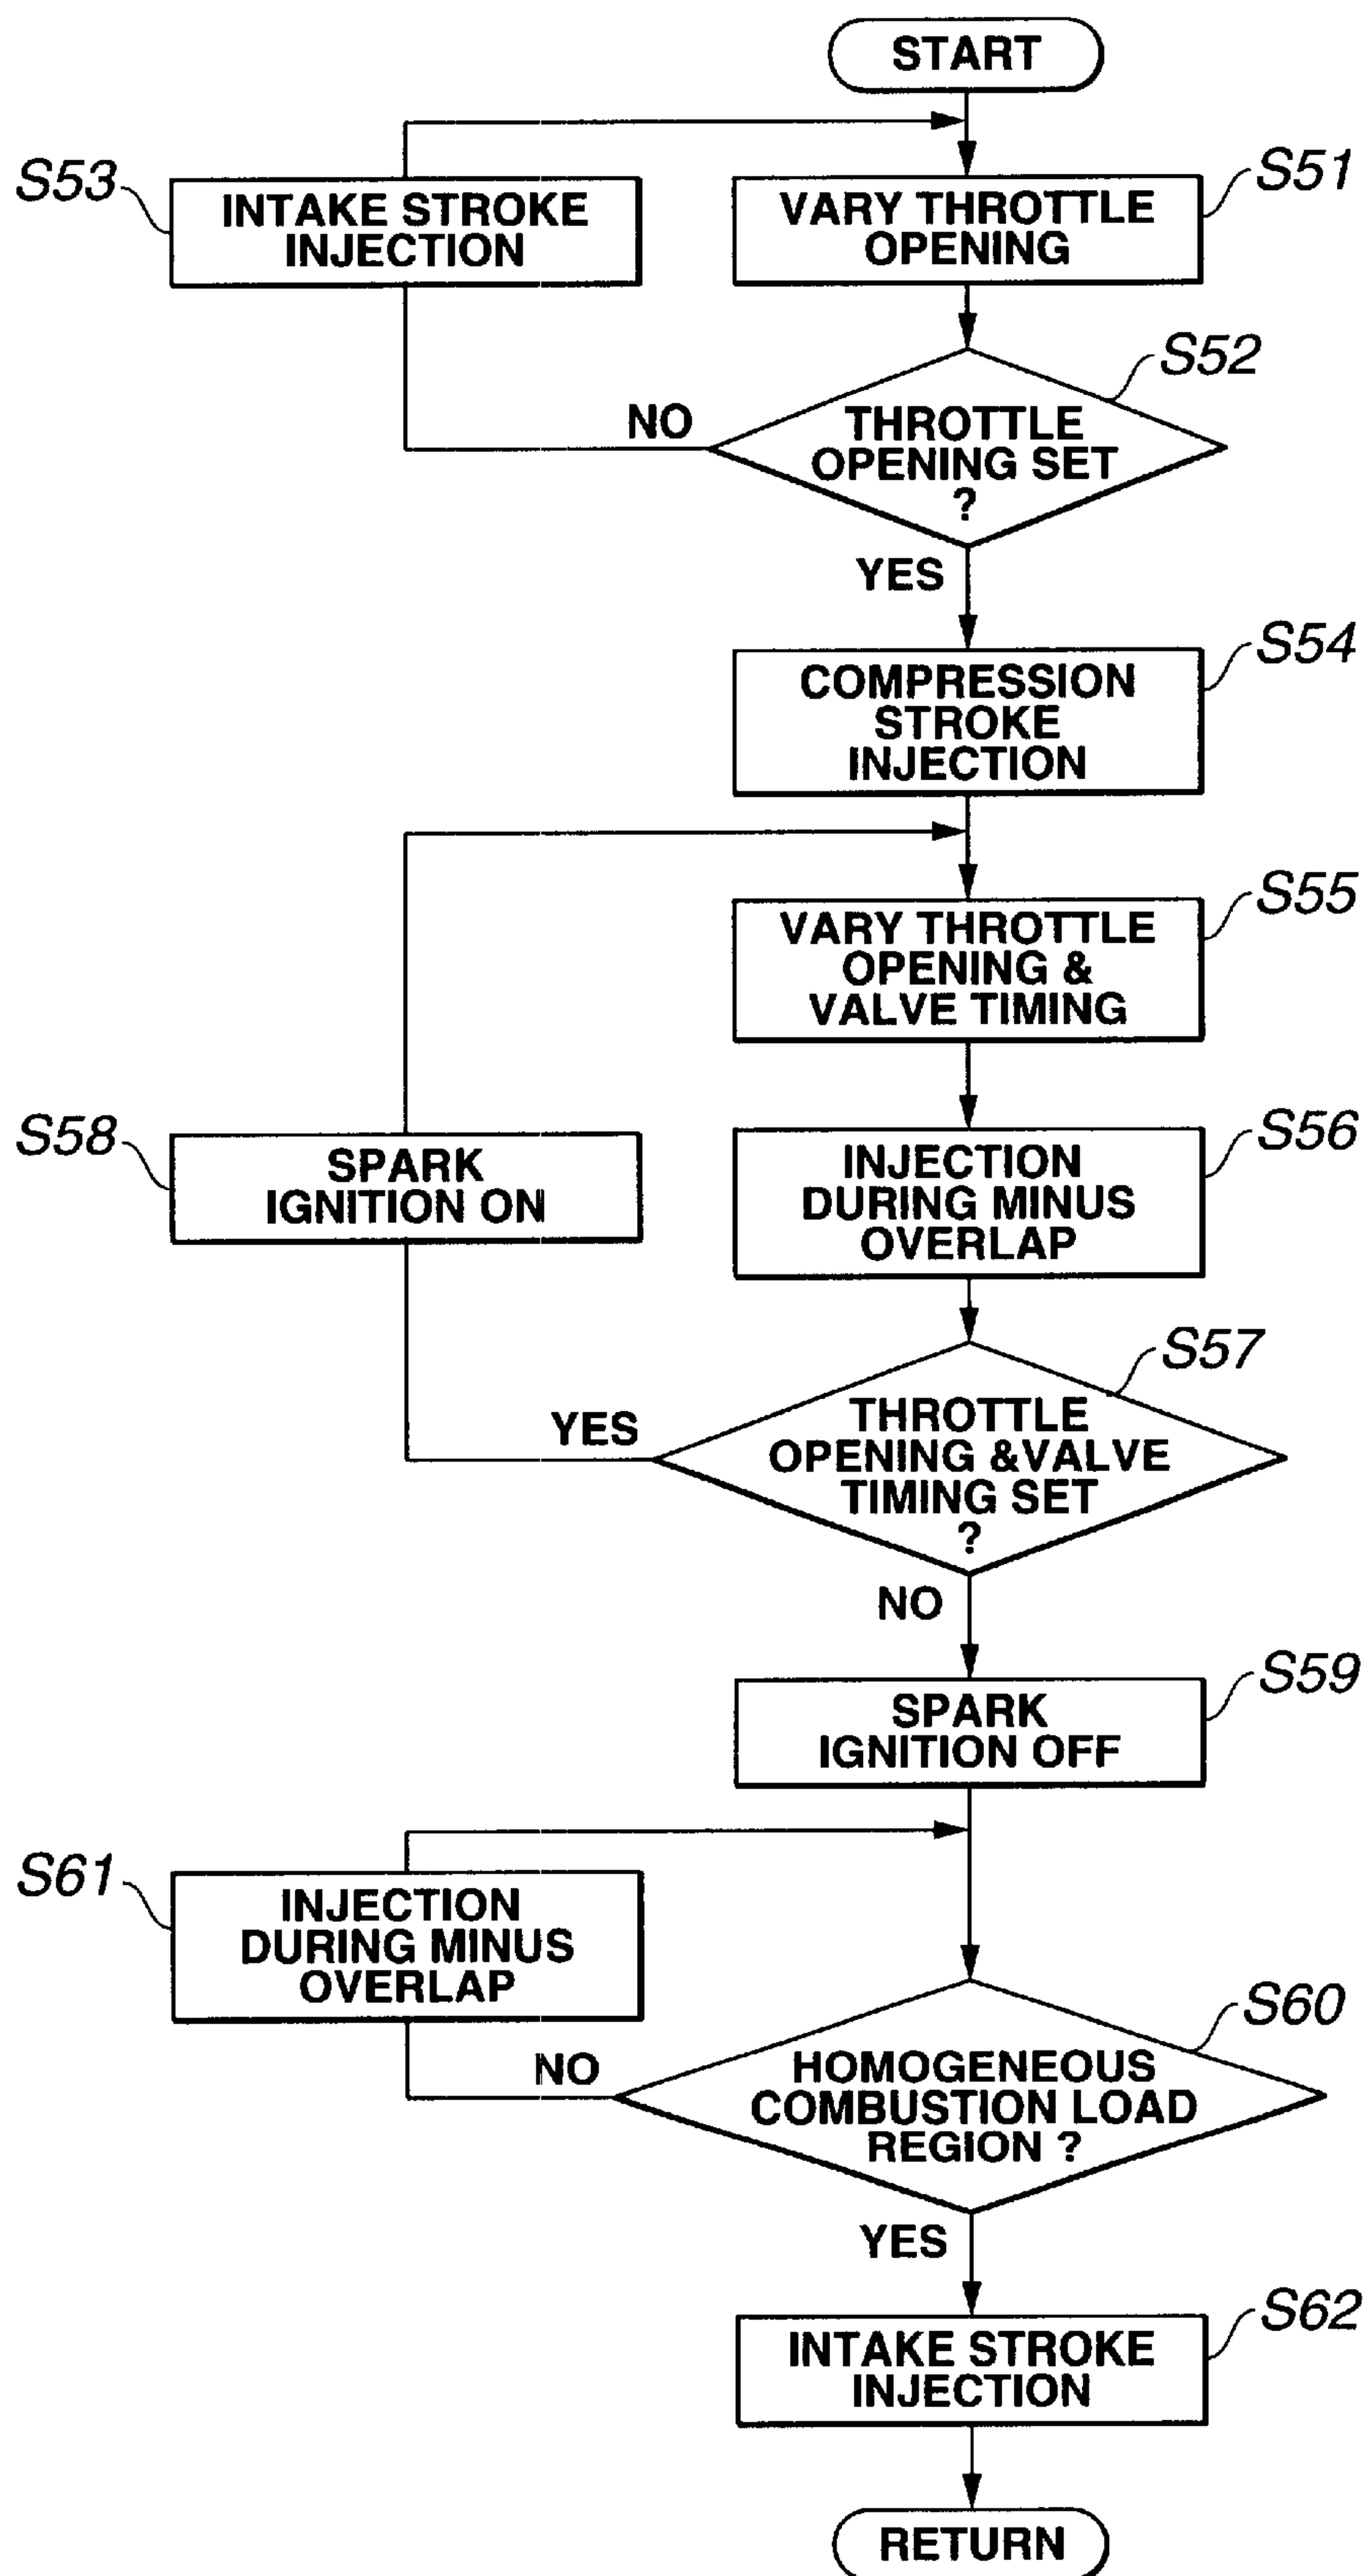 START
S53
INTAKE STROKE
INJECTION
S51
VARY THROTTLE
OPENING
S52
THROTTLE
OPENING SET
?
NO
YES
S54
COMPRESSION
STROKE
INJECTION
S55
VARY THROTTLE
OPENING &
VALVE TIMING
S58
SPARK
IGNITION ON
S56
INJECTION
DURING MINUS
OVERLAP
S57
THROTTLE
OPENING &VALVE
TIMING SET
?
YES
NO
S59
SPARK
IGNITION OFF
S61
INJECTION
DURING MINUS
OVERLAP
S60
HOMOGENEOUS
COMBUSTION LOAD
REGION ?
NO
YES
S62
INTAKE STROKE
INJECTION
RETURN